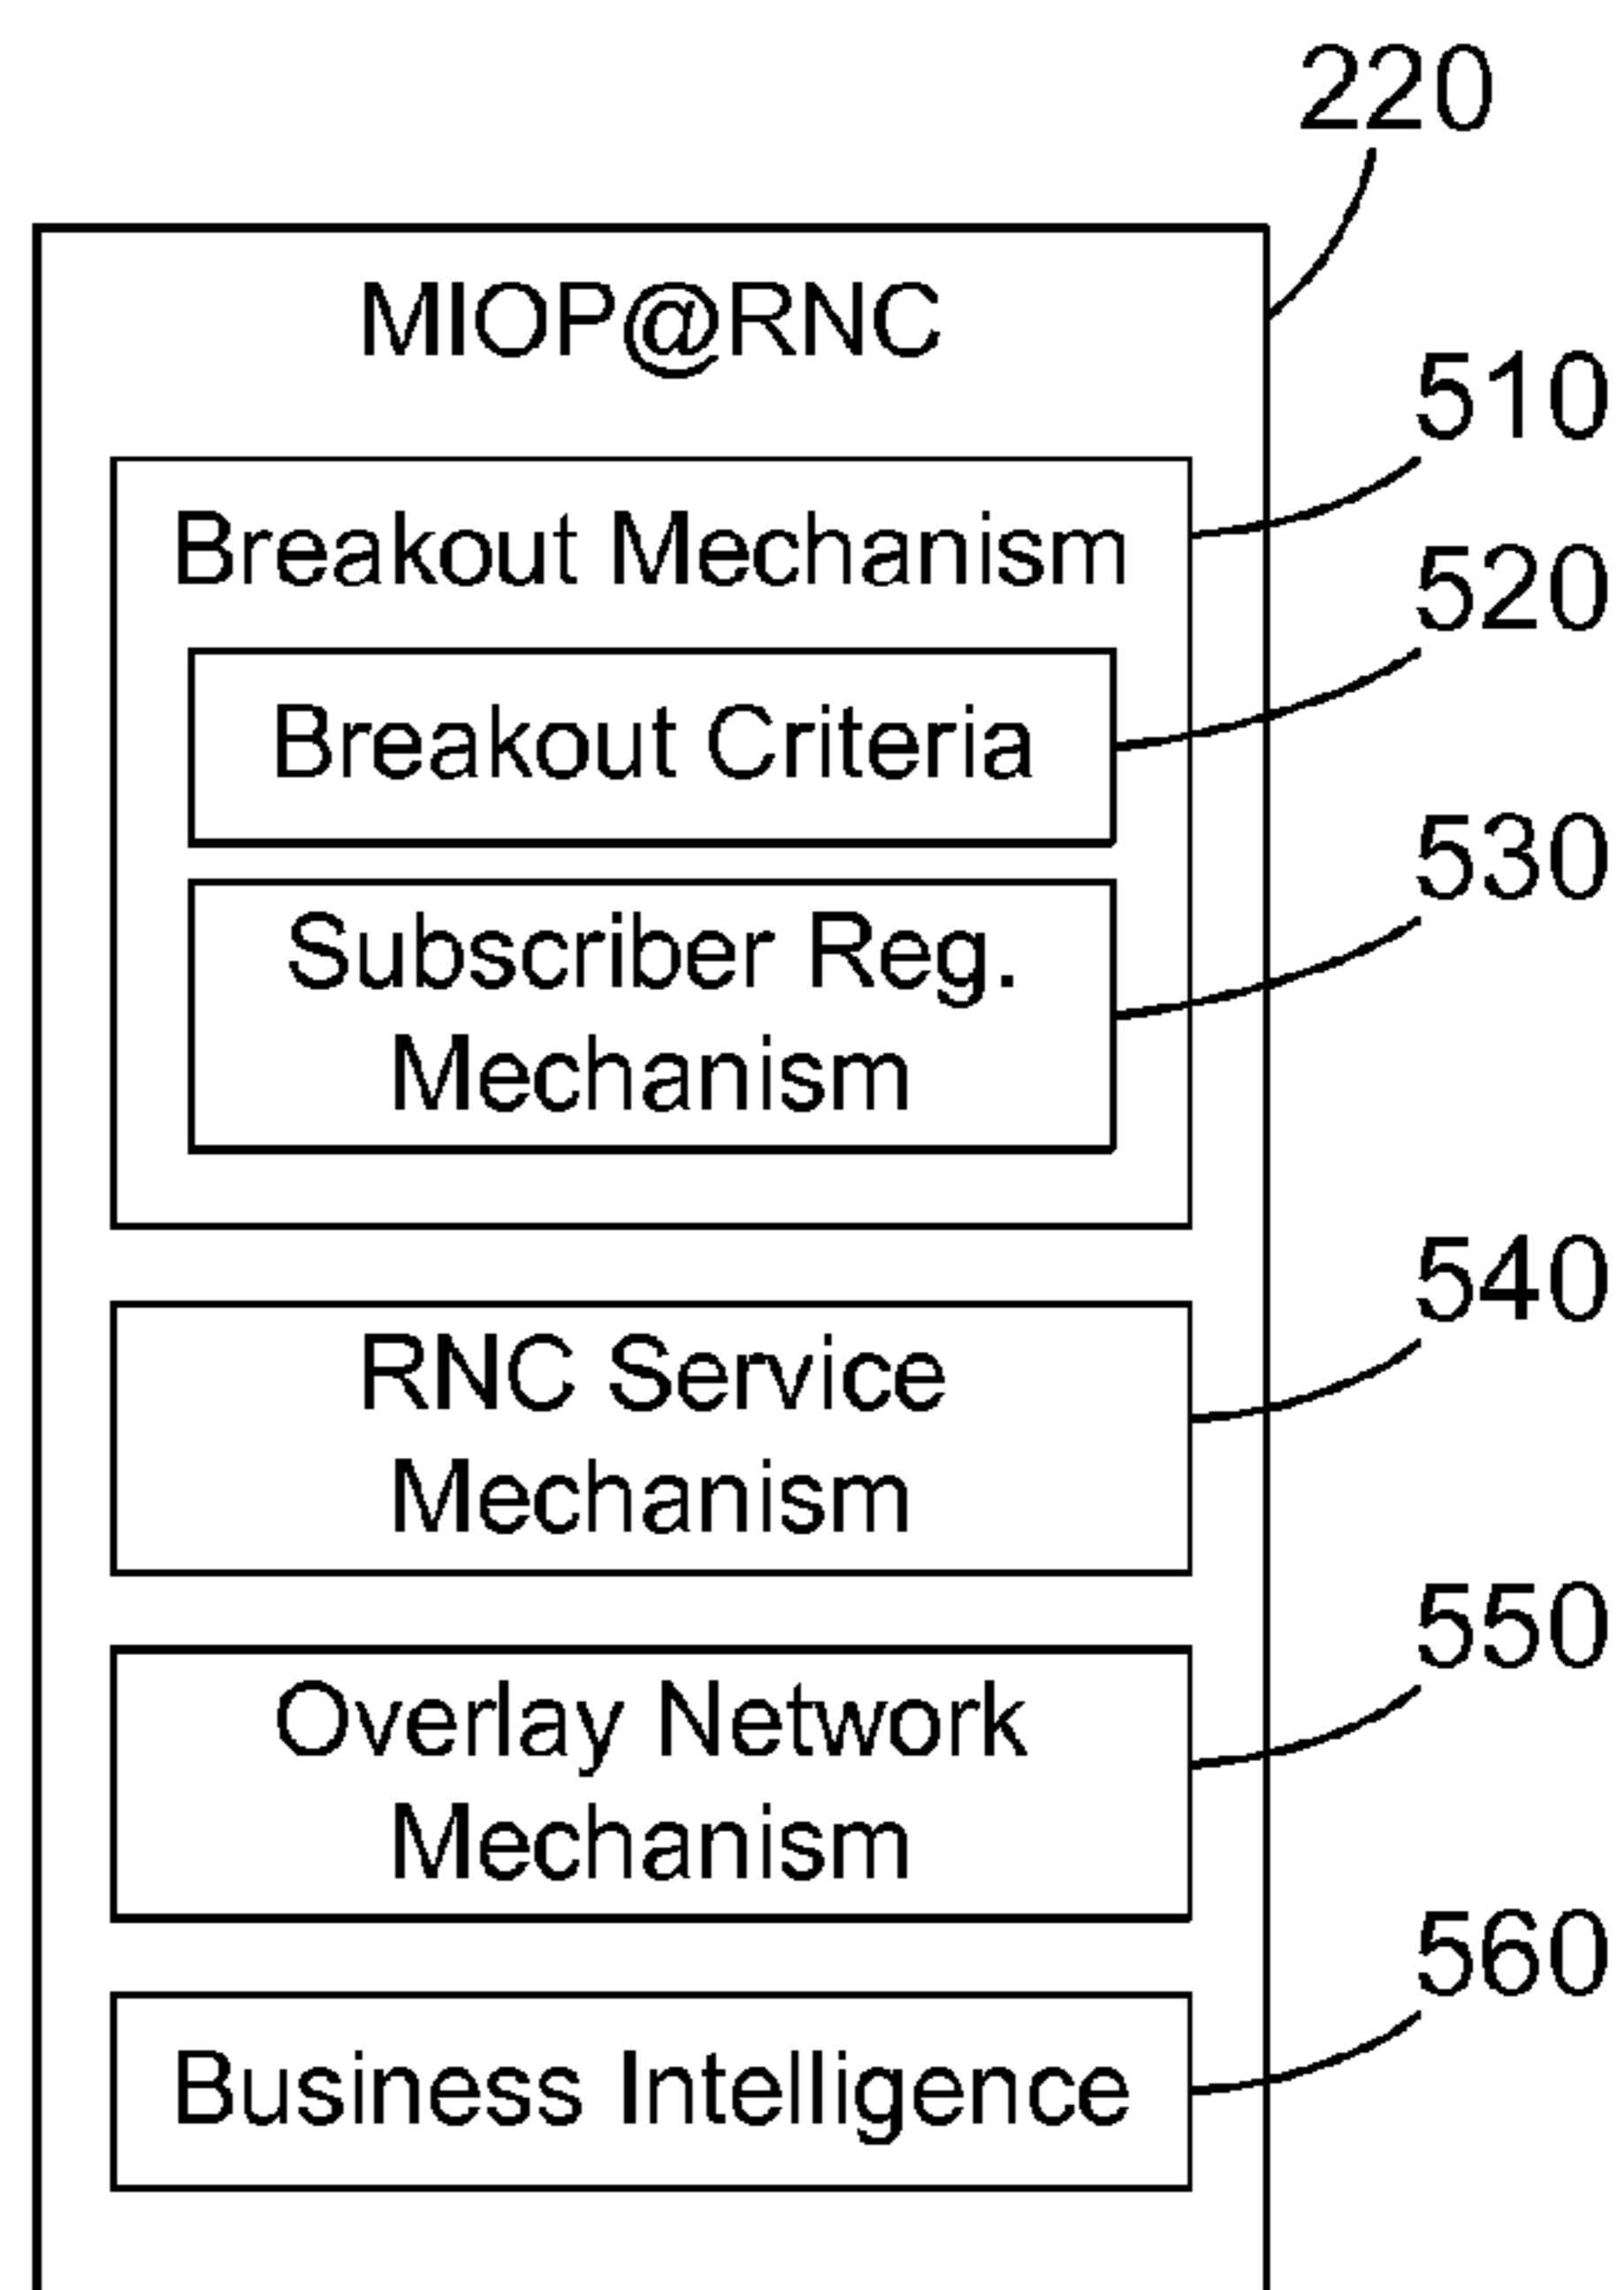 220
MIOP@RNC
510
Breakout Mechanism
520
Breakout Criteria
530
Subscriber Reg.
Mechanism
540
RNC Service
Mechanism
550
Overlay Network
Mechanism
560
Business Intelligence